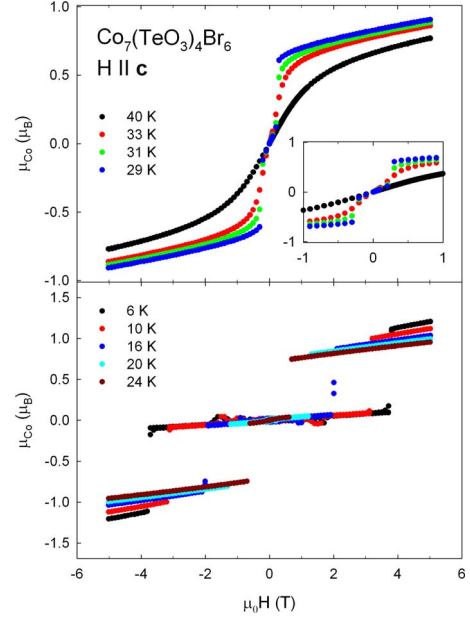 1.0
Co7(TeO3)4Br6
H II c
0.5
μCo (μB)
0.0
40 K
33 K
31 K
29 K
-0.5
-1.0
1
0
-1
-1 0 1
1.5
1.0
0.5
0.0
-0.5
-1.0
-1.5
μCo (μB)
6 K
10 K
16 K
20 K
24 K
-6 -4 -2 0 2 4 6
μ0H (T)